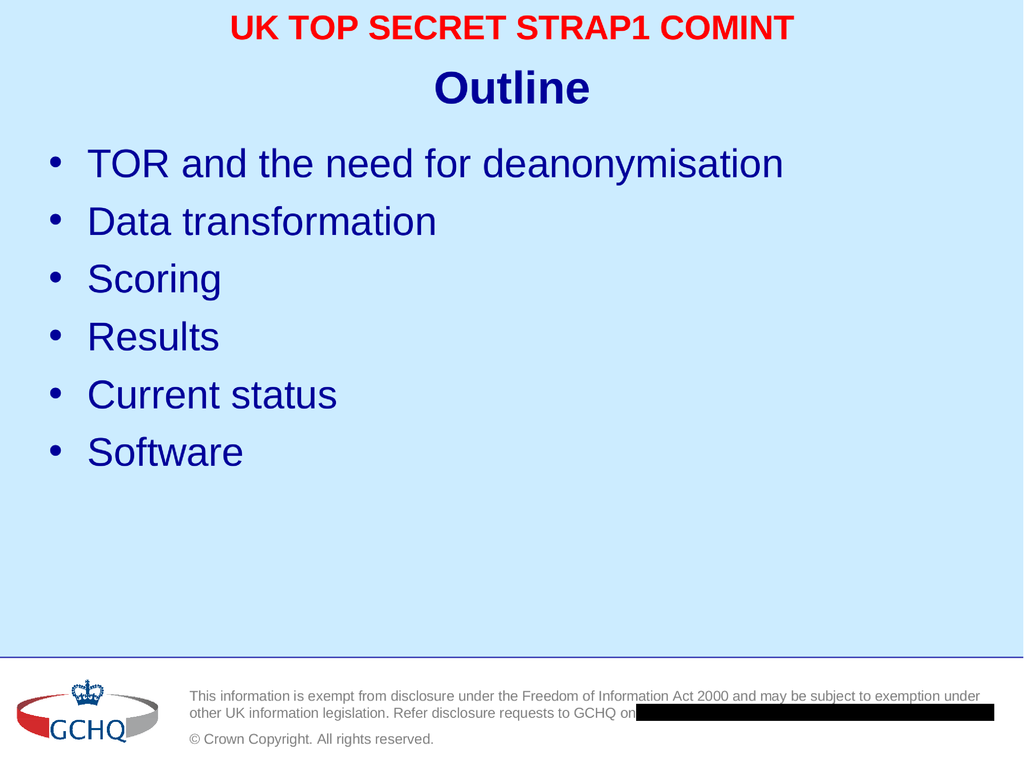 UK TOP SECRET STRAP1 COMINT
Outline
• TOR and the need for deanonymisation
• Data transformation
• Scoring
• Results
• Current status
• Software
GCHQ
This information is exempt from disclosure under the Freedom of Information Act 2000 and may be subject to exemption under
other UK information legislation. Refer disclosure requests to GCHQ on
© Crown Copyright. All rights reserved.